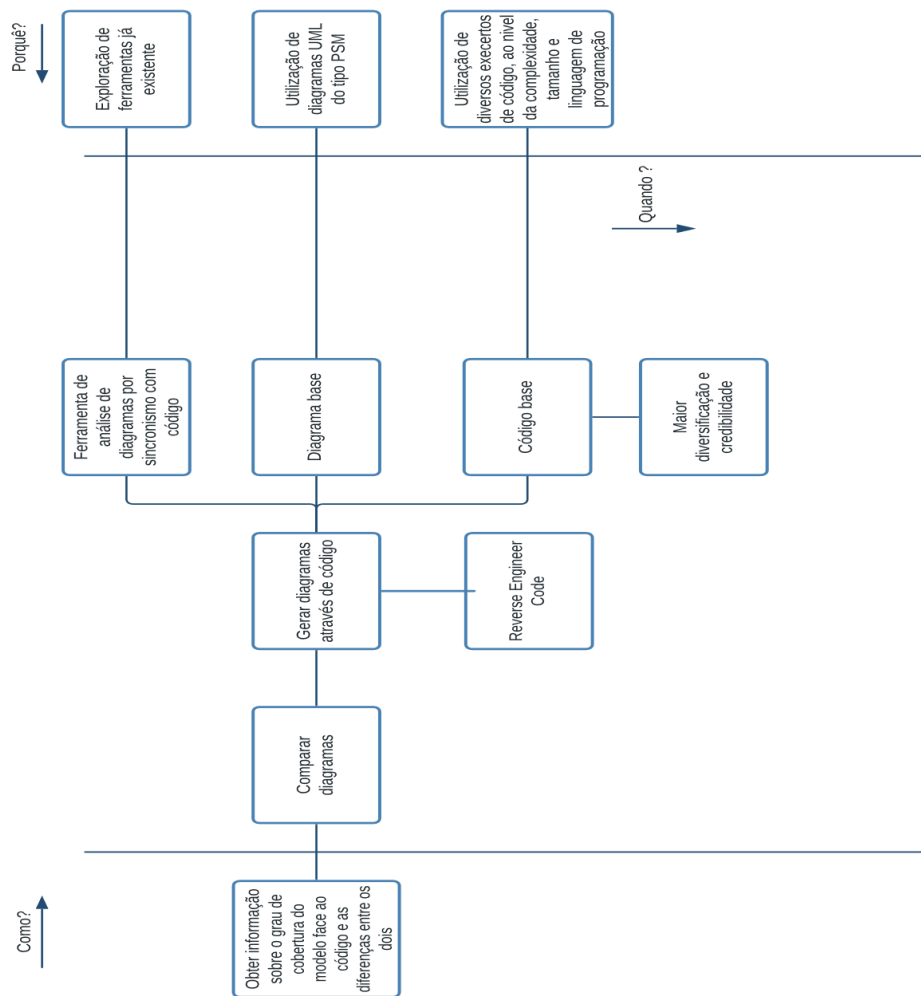 Como?
Porquê?
Ferramenta de
análise de
diagramas por
sincronismo com
código
Exploração de
ferramentas já
existente
Obter informação
sobre o grau de
cobertura do
modelo face ao
código e as
diferenças entre os
dois
Comparar
diagramas
Gerar diagramas
através de código
Diagrama base
Utilização de
diagramas UML
do tipo PSM
Reverse Engineer
Code
Código base
Utilização de
diversos execertos
de código, ao nivel
da complexidade,
tamanho e
linguagem de
programação
Quando ?
Maior
diversificação e
credibilidade